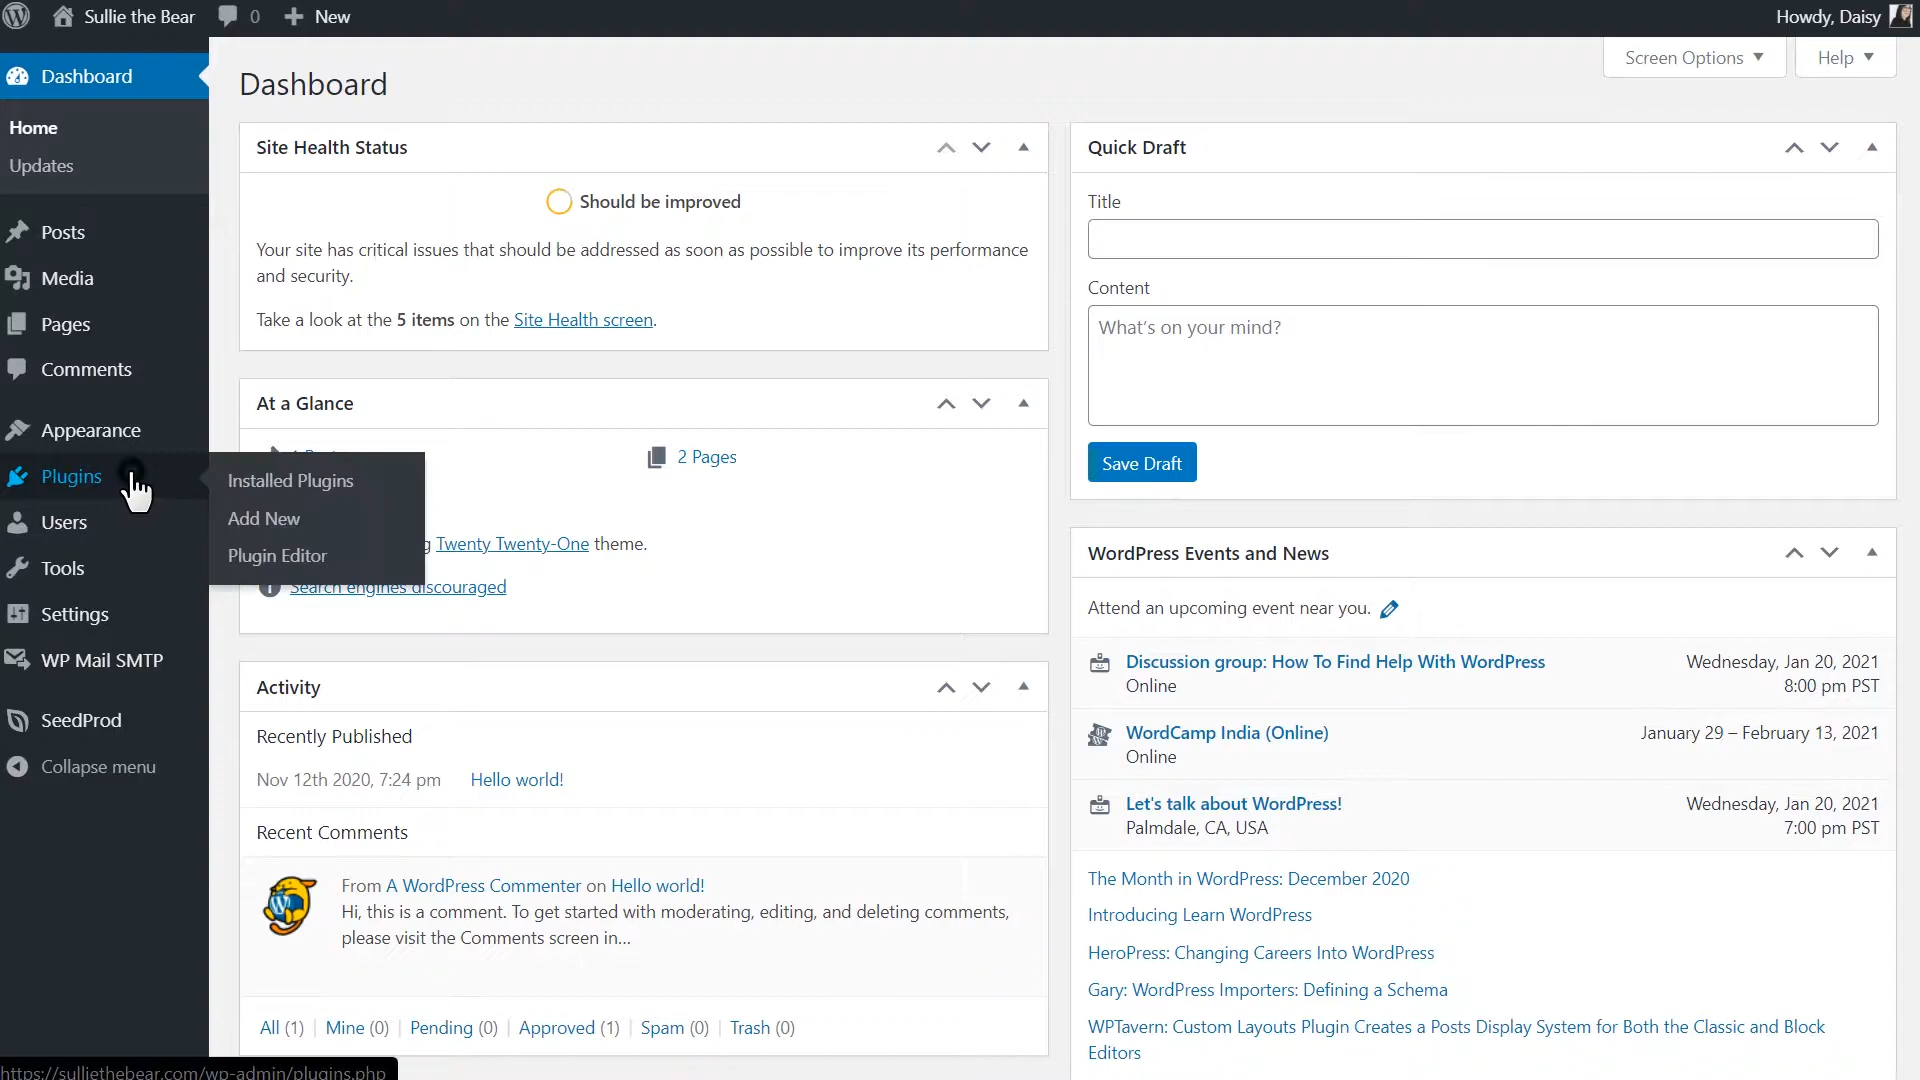 Sullie the Bear
0
New
Howdy, Daisy
Dashboard
Home
Updates
Posts
Media
Pages
Comments
Appearance
Plugins
Installed Plugins
Add New
Plugin Editor
Users
Tools
Settings
WP Mail SMTP
SeedProd
Collapse menu
Screen Options
Help
Dashboard
Site Health Status
Should be improved
Your site has critical issues that should be addressed as soon as possible to improve its performance
and security.
Take a look at the 5 items on the Site Health screen.
At a Glance
2 Pages
g Twenty Twenty-One theme.
Search engines discouraged
Activity
Recently Published
Nov 12th 2020, 7:24 pm Hello world!
Recent Comments
From A WordPress Commenter on Hello world!
Hi, this is a comment. To get started with moderating, editing, and deleting comments,
please visit the Comments screen in…
All (1) | Mine (0) | Pending (0) | Approved (1) | Spam (0) | Trash (0)
Quick Draft
Title
Content
What's on your mind?
Save Draft
WordPress Events and News
Attend an upcoming event near you.
Discussion group: How To Find Help With WordPress Wednesday, Jan 20, 2021
Online 8:00 pm PST
WordCamp India (Online) January 29 – February 13, 2021
Online
Let's talk about WordPress! Wednesday, Jan 20, 2021
Palmdale, CA, USA 7:00 pm PST
The Month in WordPress: December 2020
Introducing Learn WordPress
HeroPress: Changing Careers Into WordPress
Gary: WordPress Importers: Defining a Schema
WPTavern: Custom Layouts Plugin Creates a Posts Display System for Both the Classic and Block
Editors
https://sulliethebear.com/wp-admin/plugins.php